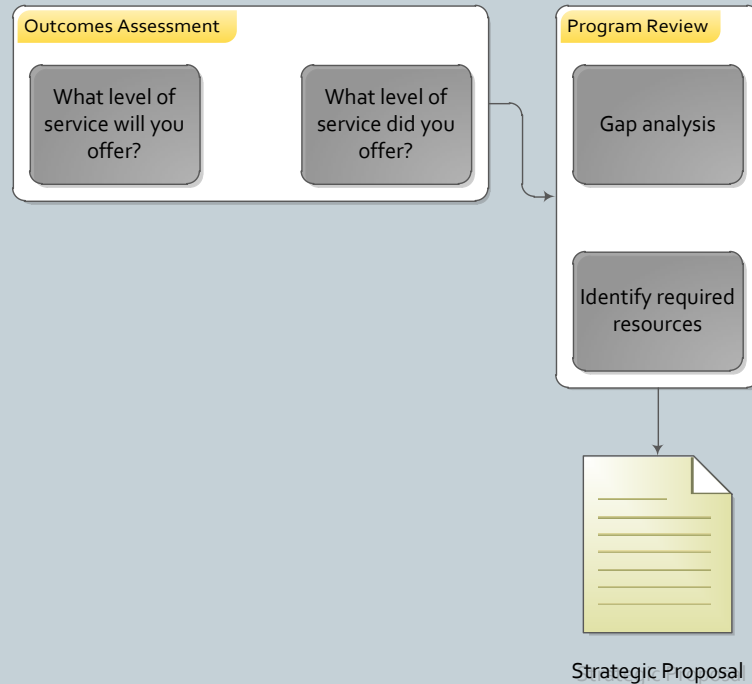 Outcomes Assessment
What level of
service will you
offer?
What level of
service did you
offer?
Program Review
Gap analysis
Identify required
resources
Strategic Proposal